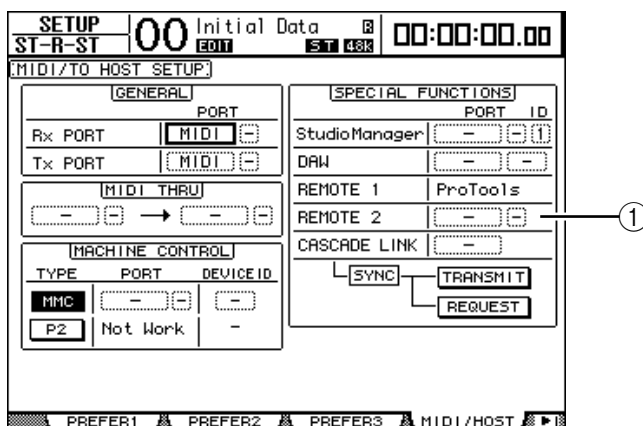 SETUP
ST-R-ST
00
Initial Data R
EDIT ST 48K
00:00:00.00
MIDI/TO HOST SETUP
GENERAL
PORT
Rx PORT MIDI -
Tx PORT MIDI -
MIDI THRU
- - → - -
MACHINE CONTROL
TYPE PORT DEVICE ID
MMC - - -
P2 Not Work -
SPECIAL FUNCTIONS
PORT ID
StudioManager - - 1
DAW - -
REMOTE 1 ProTools
REMOTE 2 - -
CASCADE LINK -
SYNC TRANSMIT
REQUEST
1
PREFER1 PREFER2 PREFER3 MIDI/HOST